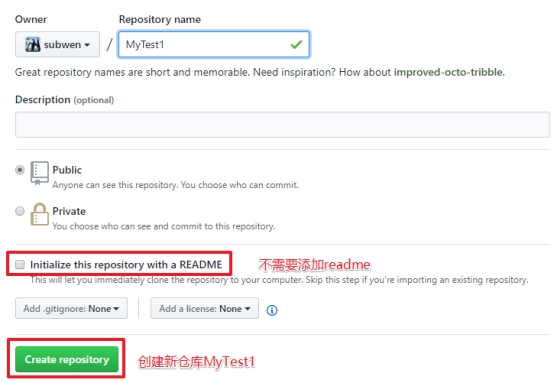 Owner
Repository name
subwen
/
MyTest1
Great repository names are short and memorable. Need inspiration? How about improved-octo-tribble.
Description (optional)
Public
Anyone can see this repository. You choose who can commit.
Private
You choose who can see and commit to this repository.
Initialize this repository with a README
不需要添加readme
This will let you immediately clone the repository to your computer. Skip this step if you're importing an existing repository.
Add .gitignore: None
Add a license: None
Create repository
创建新仓库MyTest1